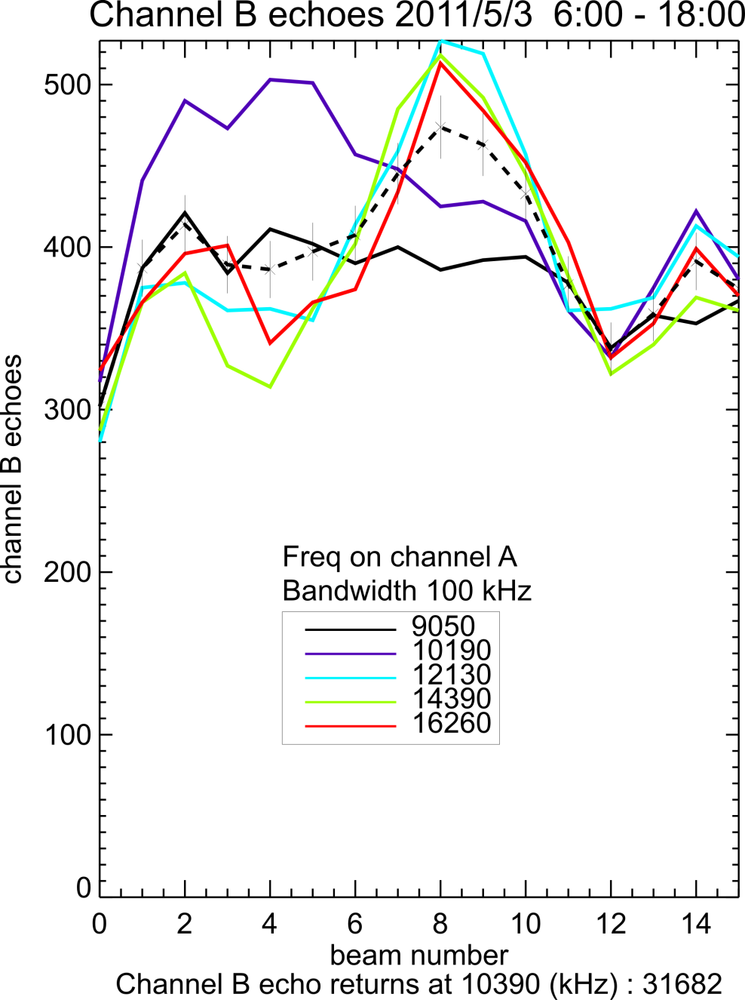 Channel B echoes 2011/5/3  6:00 - 18:00
500
400
300
200
100
0
channel B echoes
Freq on channel A
Bandwidth 100 kHz
9050
10190
12130
14390
16260
0 2 4 6 8 10 12 14
beam number
Channel B echo returns at 10390 (kHz) : 31682